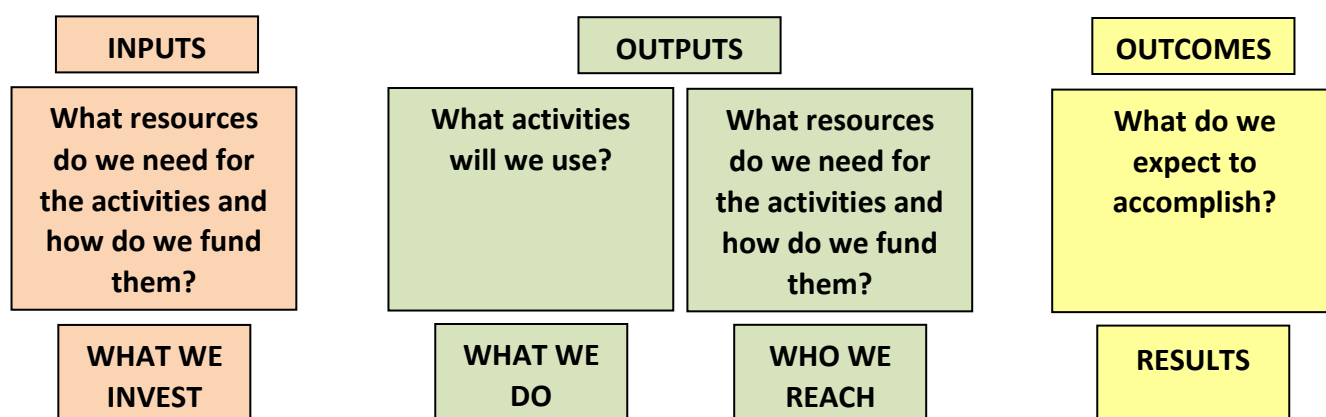 INPUTS
OUTPUTS
OUTCOMES
What resources
do we need for
the activities and
how do we fund
them?
What activities
will we use?
What resources
do we need for
the activities and
how do we fund
them?
What do we
expect to
accomplish?
WHAT WE
INVEST
WHAT WE
DO
WHO WE
REACH
RESULTS